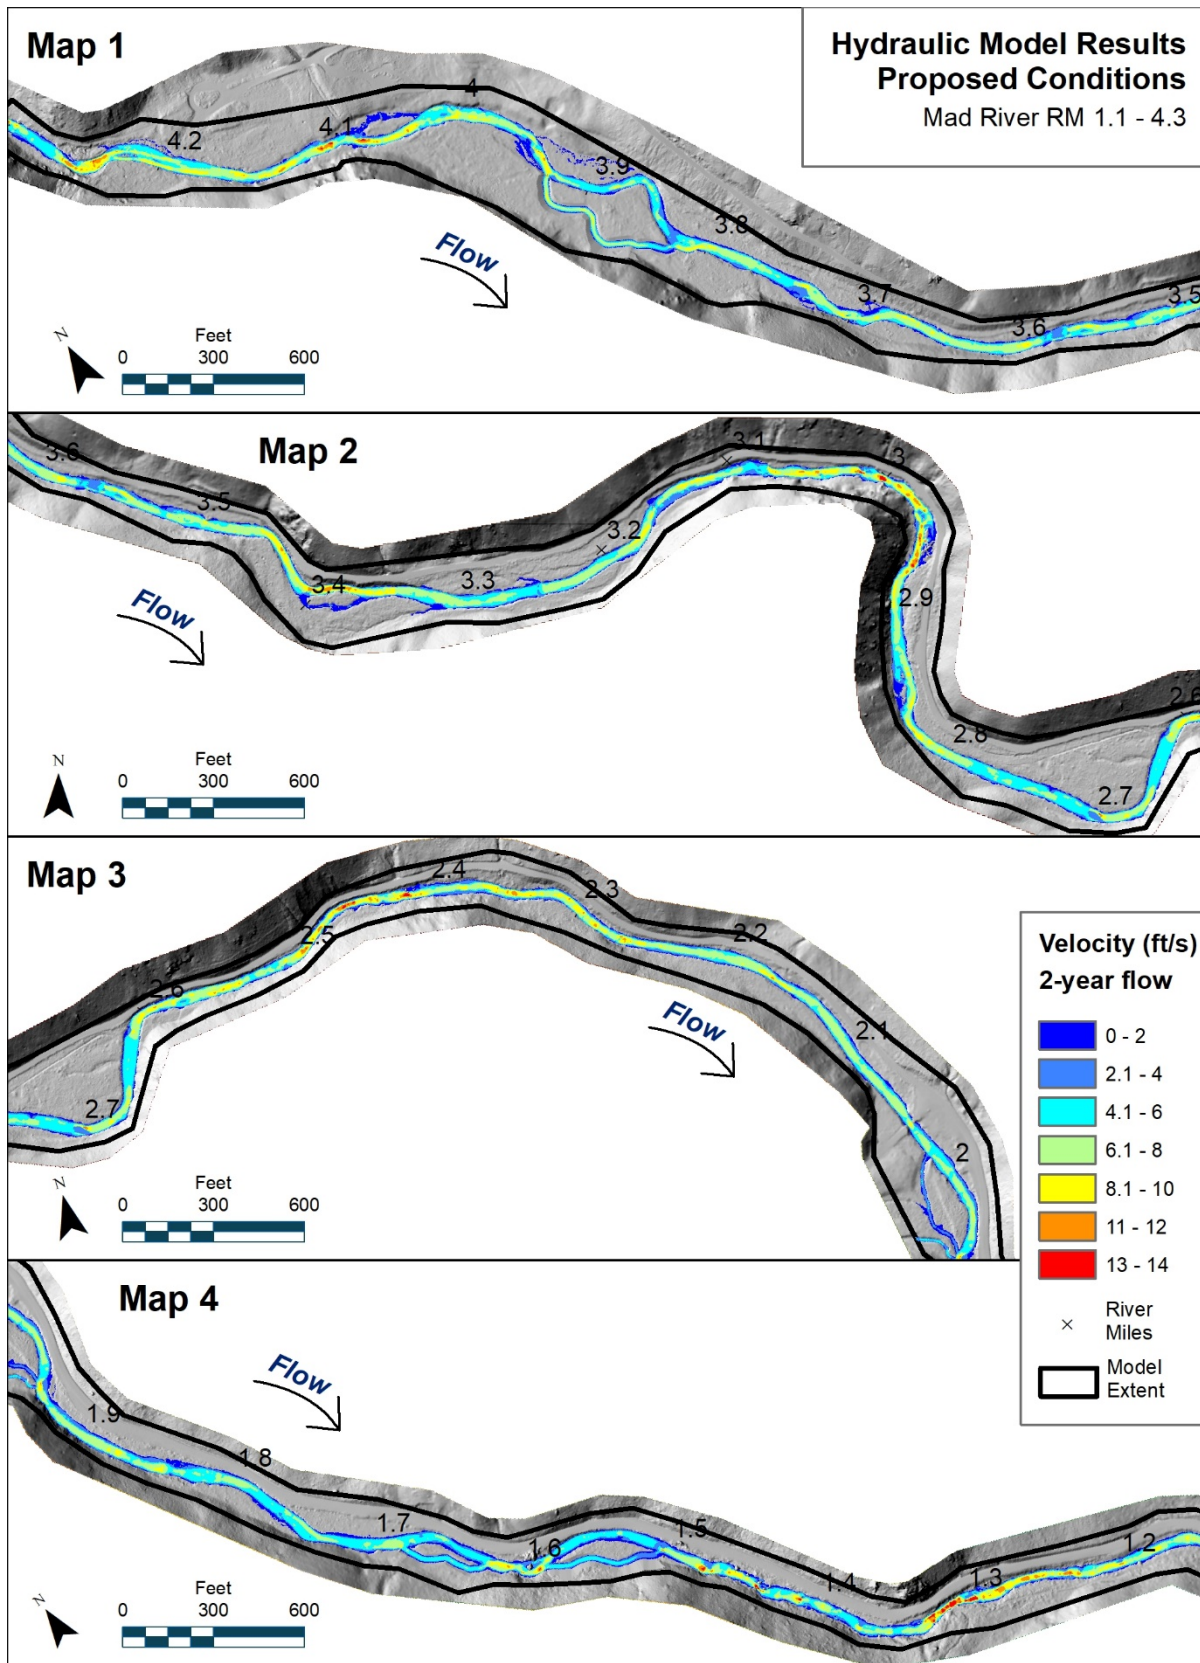 Map 1
Hydraulic Model Results
Proposed Conditions
Mad River RM 1.1 - 4.3
4.2
4.1
4
3.9
3.8
3.7
3.6
3.5
Flow
N
Feet
0 300 600
Map 2
3.6
3.5
3.4
3.3
3.2
3.1
3
2.9
2.8
2.7
2.6
Flow
N
Feet
0 300 600
Map 3
2.7
2.6
2.5
2.4
2.3
2.2
2.1
2
Flow
N
Feet
0 300 600
Velocity (ft/s)
2-year flow
0 - 2
2.1 - 4
4.1 - 6
6.1 - 8
8.1 - 10
11 - 12
13 - 14
River
Miles
Model
Extent
Map 4
1.9
1.8
1.7
1.6
1.5
1.4
1.3
1.2
Flow
N
Feet
0 300 600